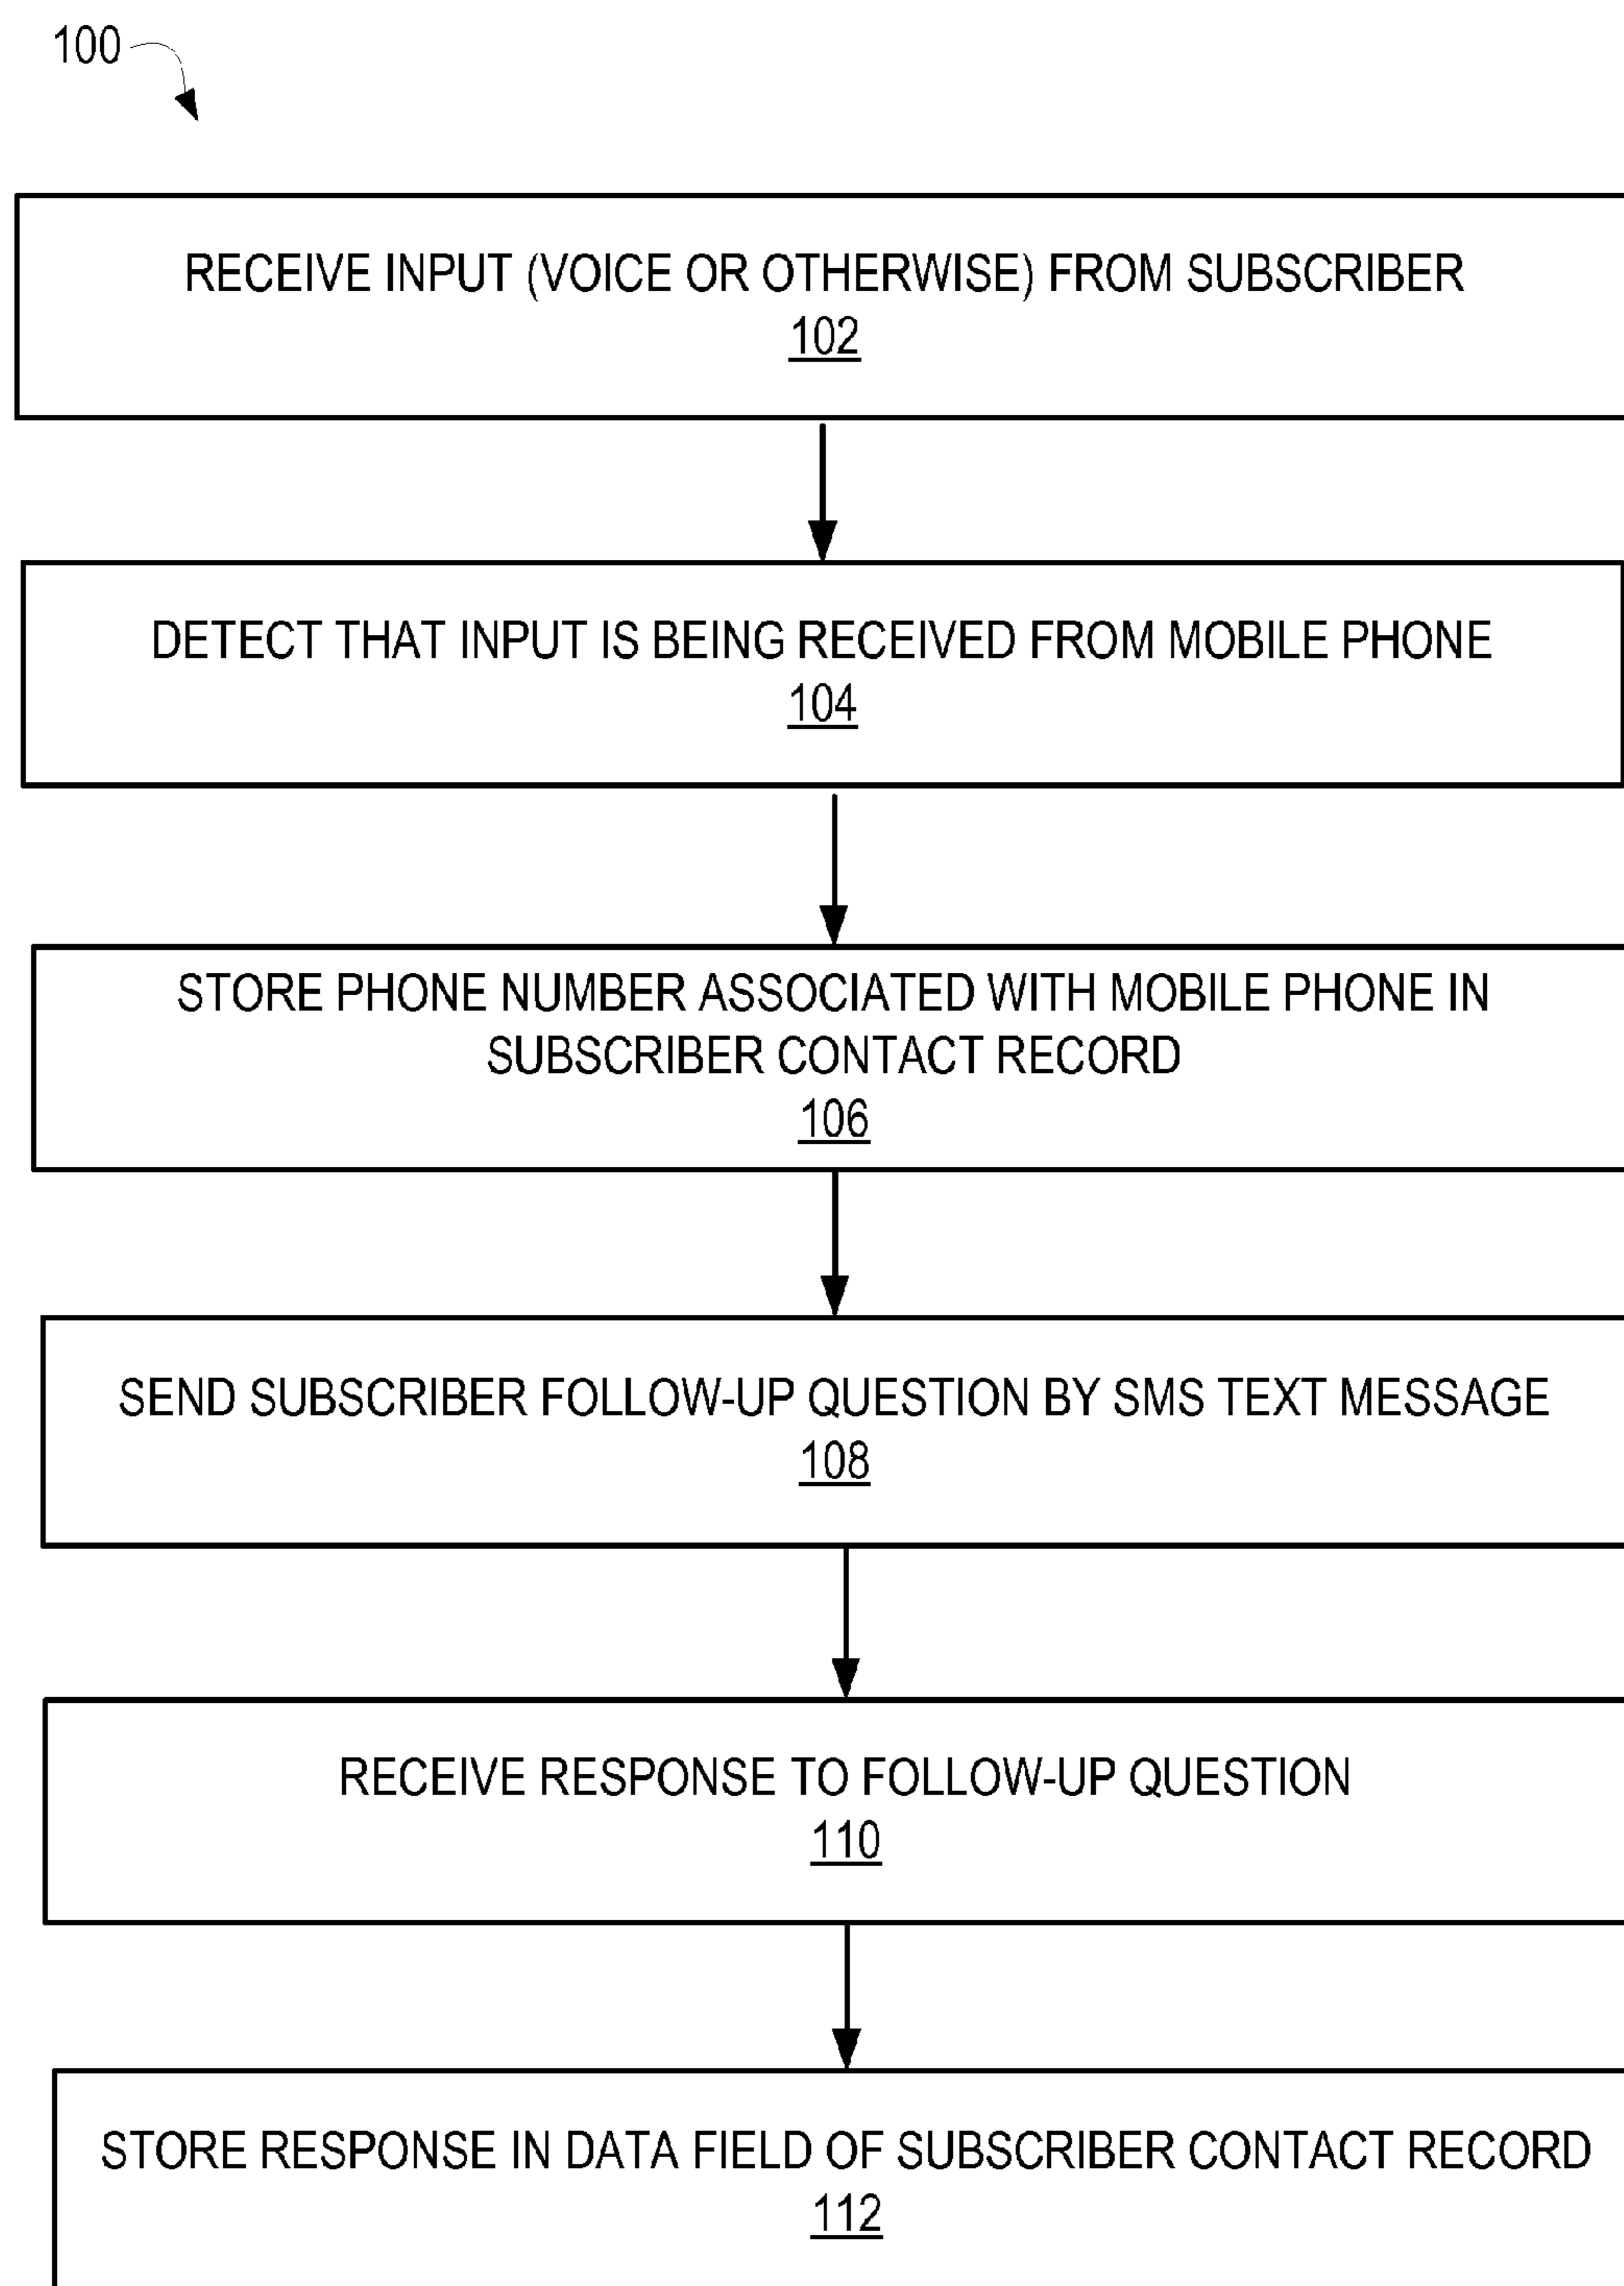 100
RECEIVE INPUT (VOICE OR OTHERWISE) FROM SUBSCRIBER
102
DETECT THAT INPUT IS BEING RECEIVED FROM MOBILE PHONE
104
STORE PHONE NUMBER ASSOCIATED WITH MOBILE PHONE IN
SUBSCRIBER CONTACT RECORD
106
SEND SUBSCRIBER FOLLOW-UP QUESTION BY SMS TEXT MESSAGE
108
RECEIVE RESPONSE TO FOLLOW-UP QUESTION
110
STORE RESPONSE IN DATA FIELD OF SUBSCRIBER CONTACT RECORD
112